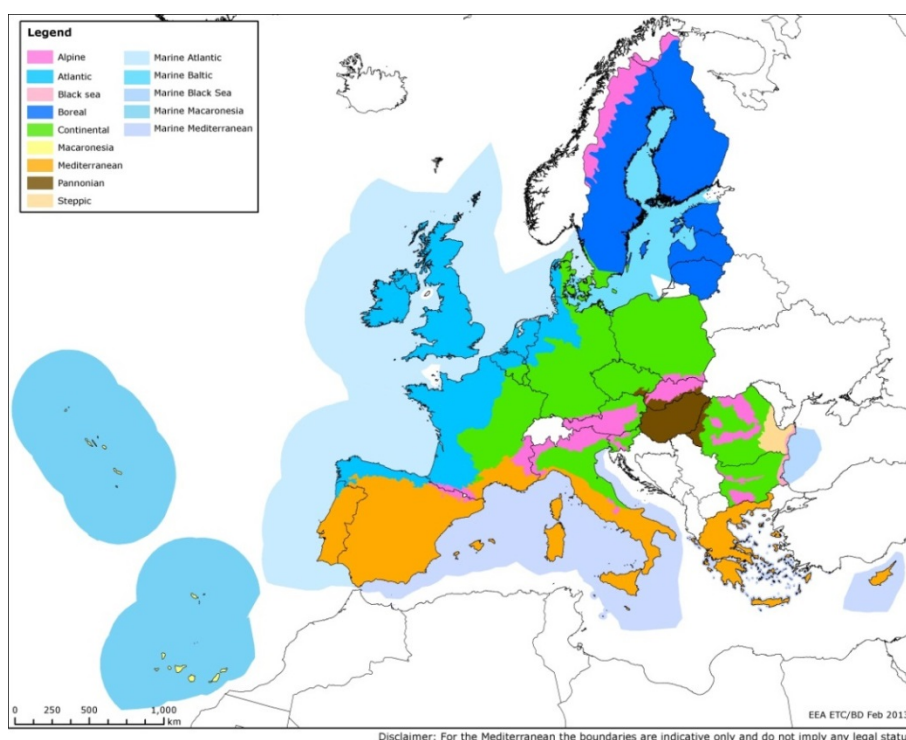 Legend
Alpine
Atlantic
Black sea
Boreal
Continental
Macaronesia
Mediterranean
Pannonian
Steppic
Marine Atlantic
Marine Baltic
Marine Black Sea
Marine Macaronesia
Marine Mediterranean
0 250 500 1,000
km
EEA ETC/BD Feb 2013
Disclaimer: For the Mediterranean the boundaries are indicative only and do not imply any legal statu